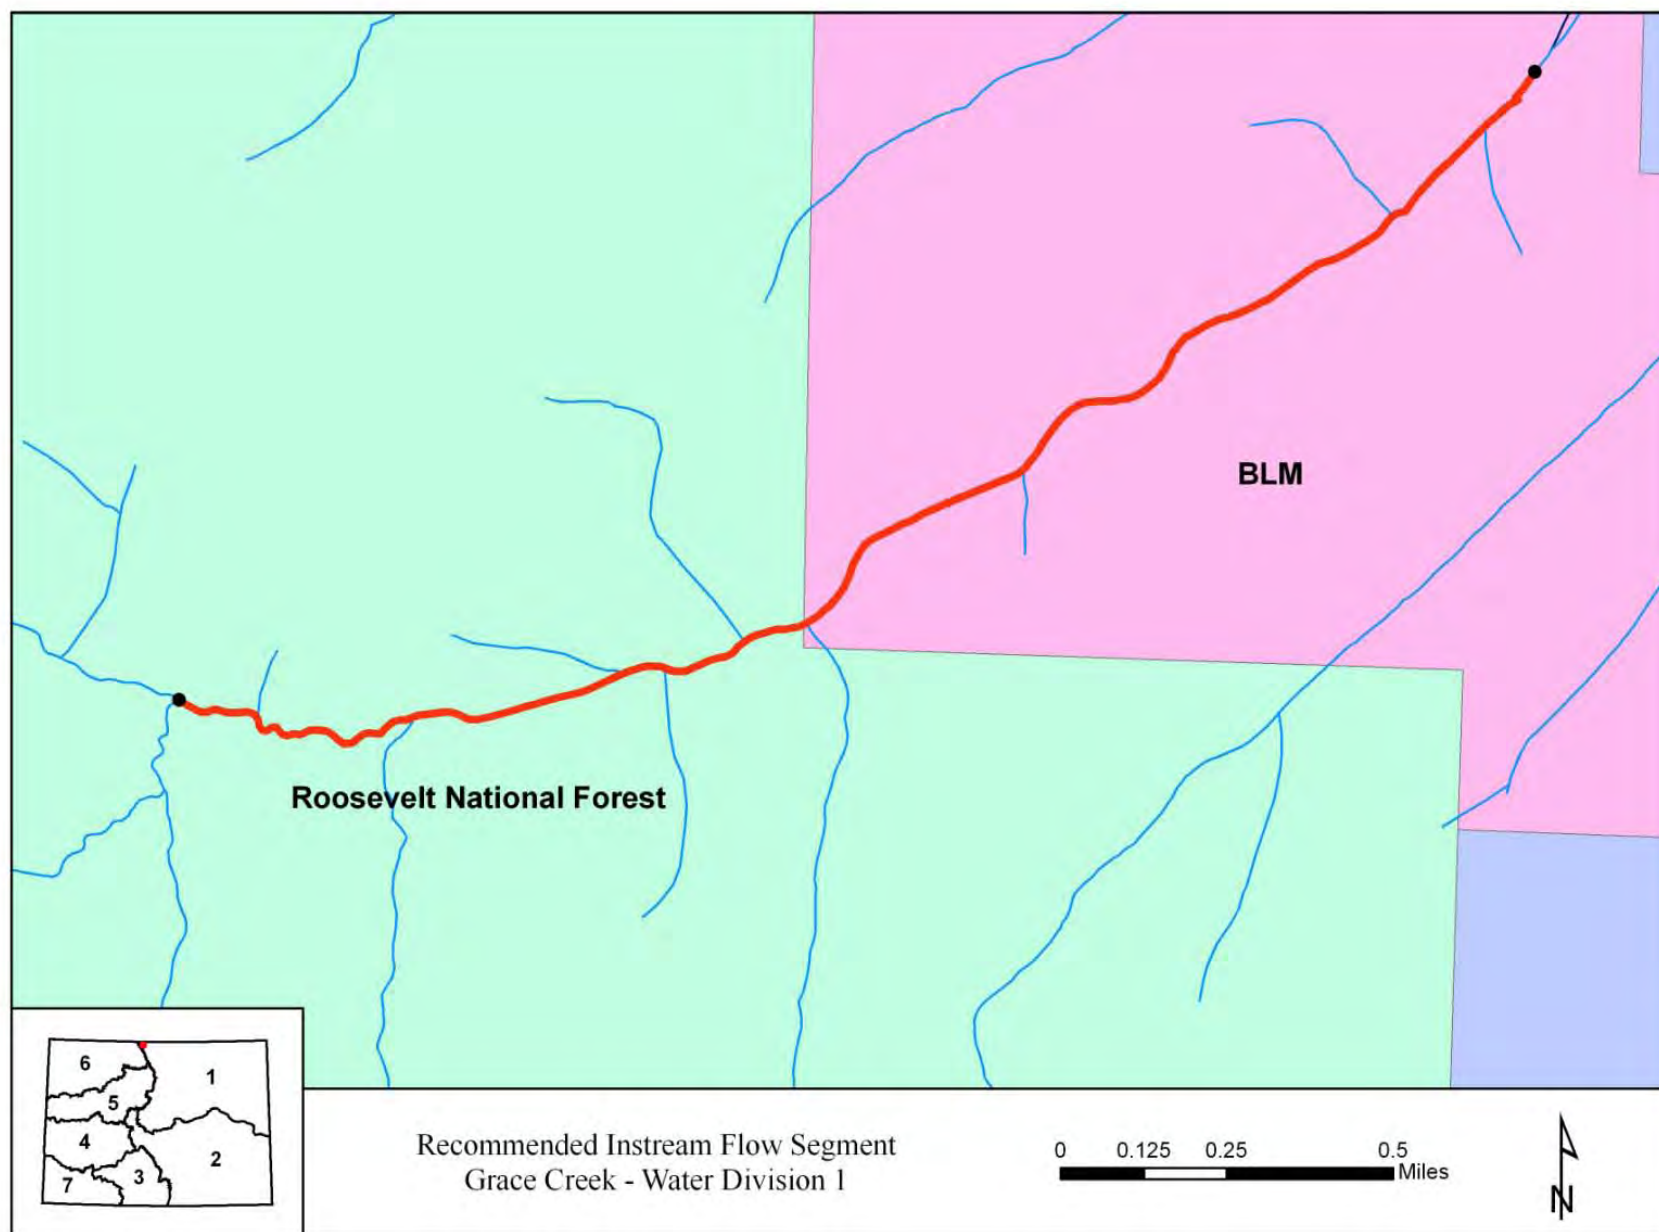 BLM
Roosevelt National Forest
6
1
5
4
2
3
7
Recommended Instream Flow Segment
Grace Creek - Water Division 1
0 0.125 0.25 0.5
Miles
N